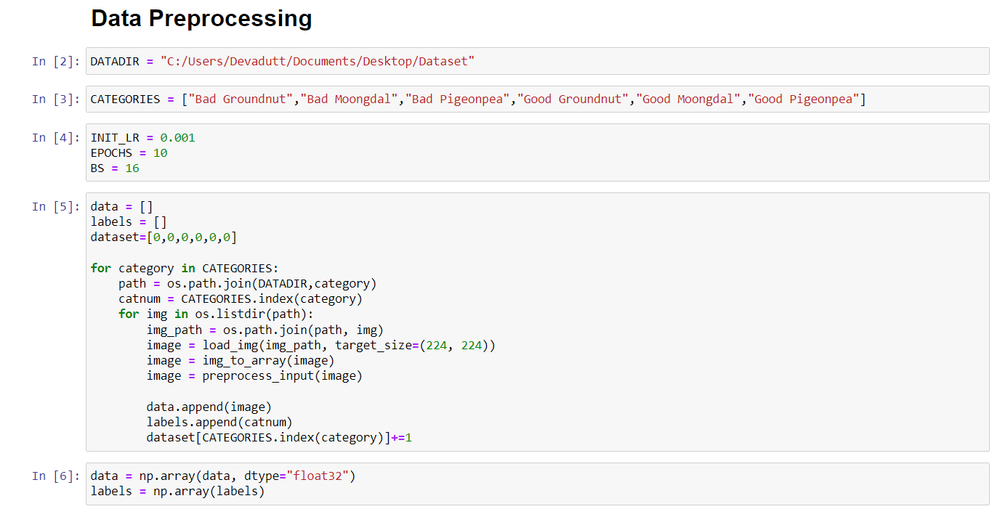 Data Preprocessing
In [2]: DATADIR = "C:/Users/Devadutt/Documents/Desktop/Dataset"
In [3]: CATEGORIES = ["Bad Groundnut","Bad Moongdal","Bad Pigeonpea","Good Groundnut","Good Moongdal","Good Pigeonpea"]
In [4]: INIT_LR = 0.001
EPOCHS = 10
BS = 16
In [5]: data = []
labels = []
dataset=[0,0,0,0,0,0]
for category in CATEGORIES:
    path = os.path.join(DATADIR,category)
    catnum = CATEGORIES.index(category)
    for img in os.listdir(path):
        img_path = os.path.join(path, img)
        image = load_img(img_path, target_size=(224, 224))
        image = img_to_array(image)
        image = preprocess_input(image)
        data.append(image)
        labels.append(catnum)
        dataset[CATEGORIES.index(category)]+=1
In [6]: data = np.array(data, dtype="float32")
labels = np.array(labels)